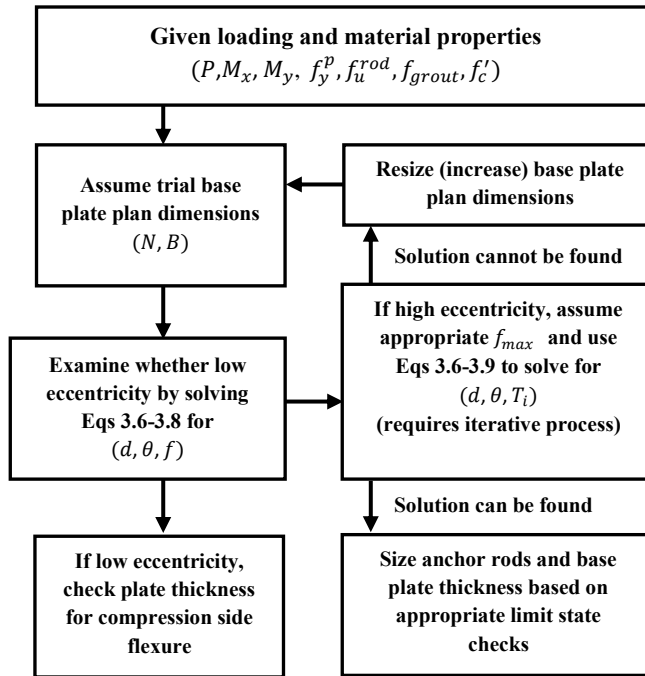 Given loading and material properties
(P,M_x, M_y, f_y^p, f_u^{rod}, f_{grout}, f_c')
Assume trial base
plate plan dimensions
(N, B)
Resize (increase) base plate
plan dimensions
Solution cannot be found
Examine whether low
eccentricity by solving
Eqs 3.6-3.8 for
(d, θ, f)
If high eccentricity, assume
appropriate f_{max} and use
Eqs 3.6-3.9 to solve for
(d, θ, T_i)
(requires iterative process)
Solution can be found
If low eccentricity,
check plate thickness
for compression side
flexure
Size anchor rods and base
plate thickness based on
appropriate limit state
checks